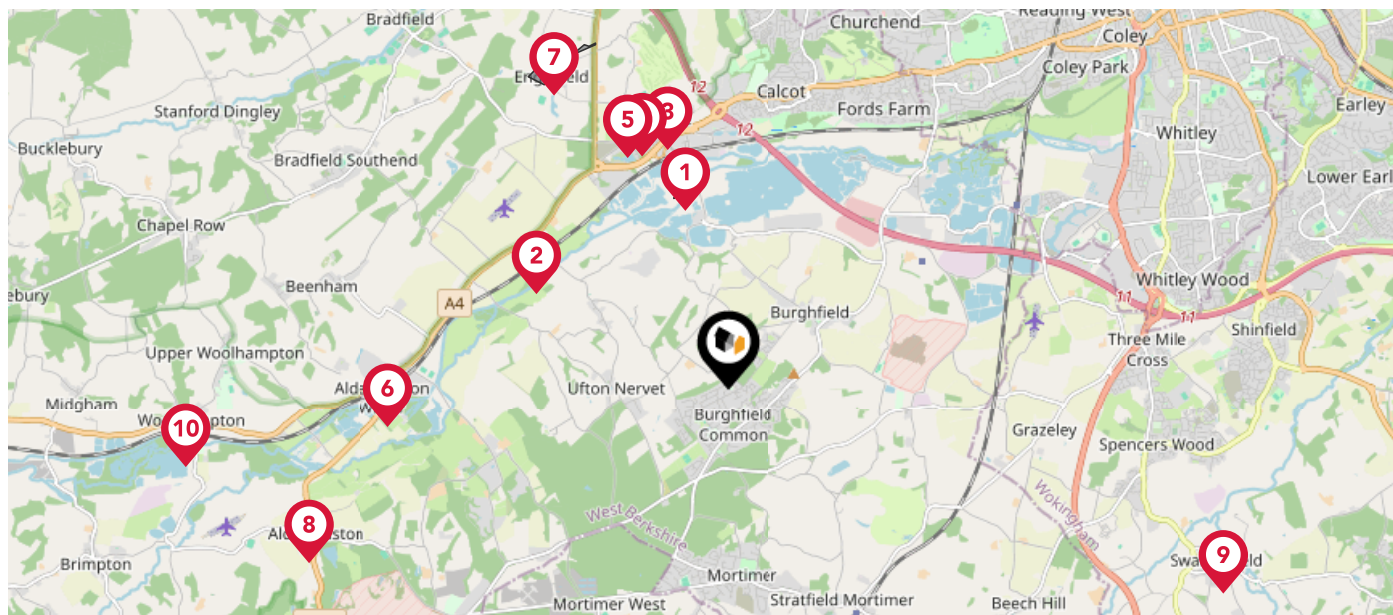 Bradfield
Churchend
Reading West
Coley
7
Coley Park
12
Calcot
Stanford Dingley
5
3
Fords Farm
Earley
12
Whitley
Bucklebury
Bradfield Southend
1
Lower Earl
Chapel Row
2
Whitley Wood
Beenham
ebury
A4
11
Burghfield
11
Shinfield
Three Mile
Cross
Upper Woolhampton
6
Ufton Nervet
Midgham
Burghfield
Common
10
Grazeley
Spencers Wood
Wokingham
West Berkshire
8
9
Brimpton
Mortimer
Mortimer West
Stratfield Mortimer
Beech Hill